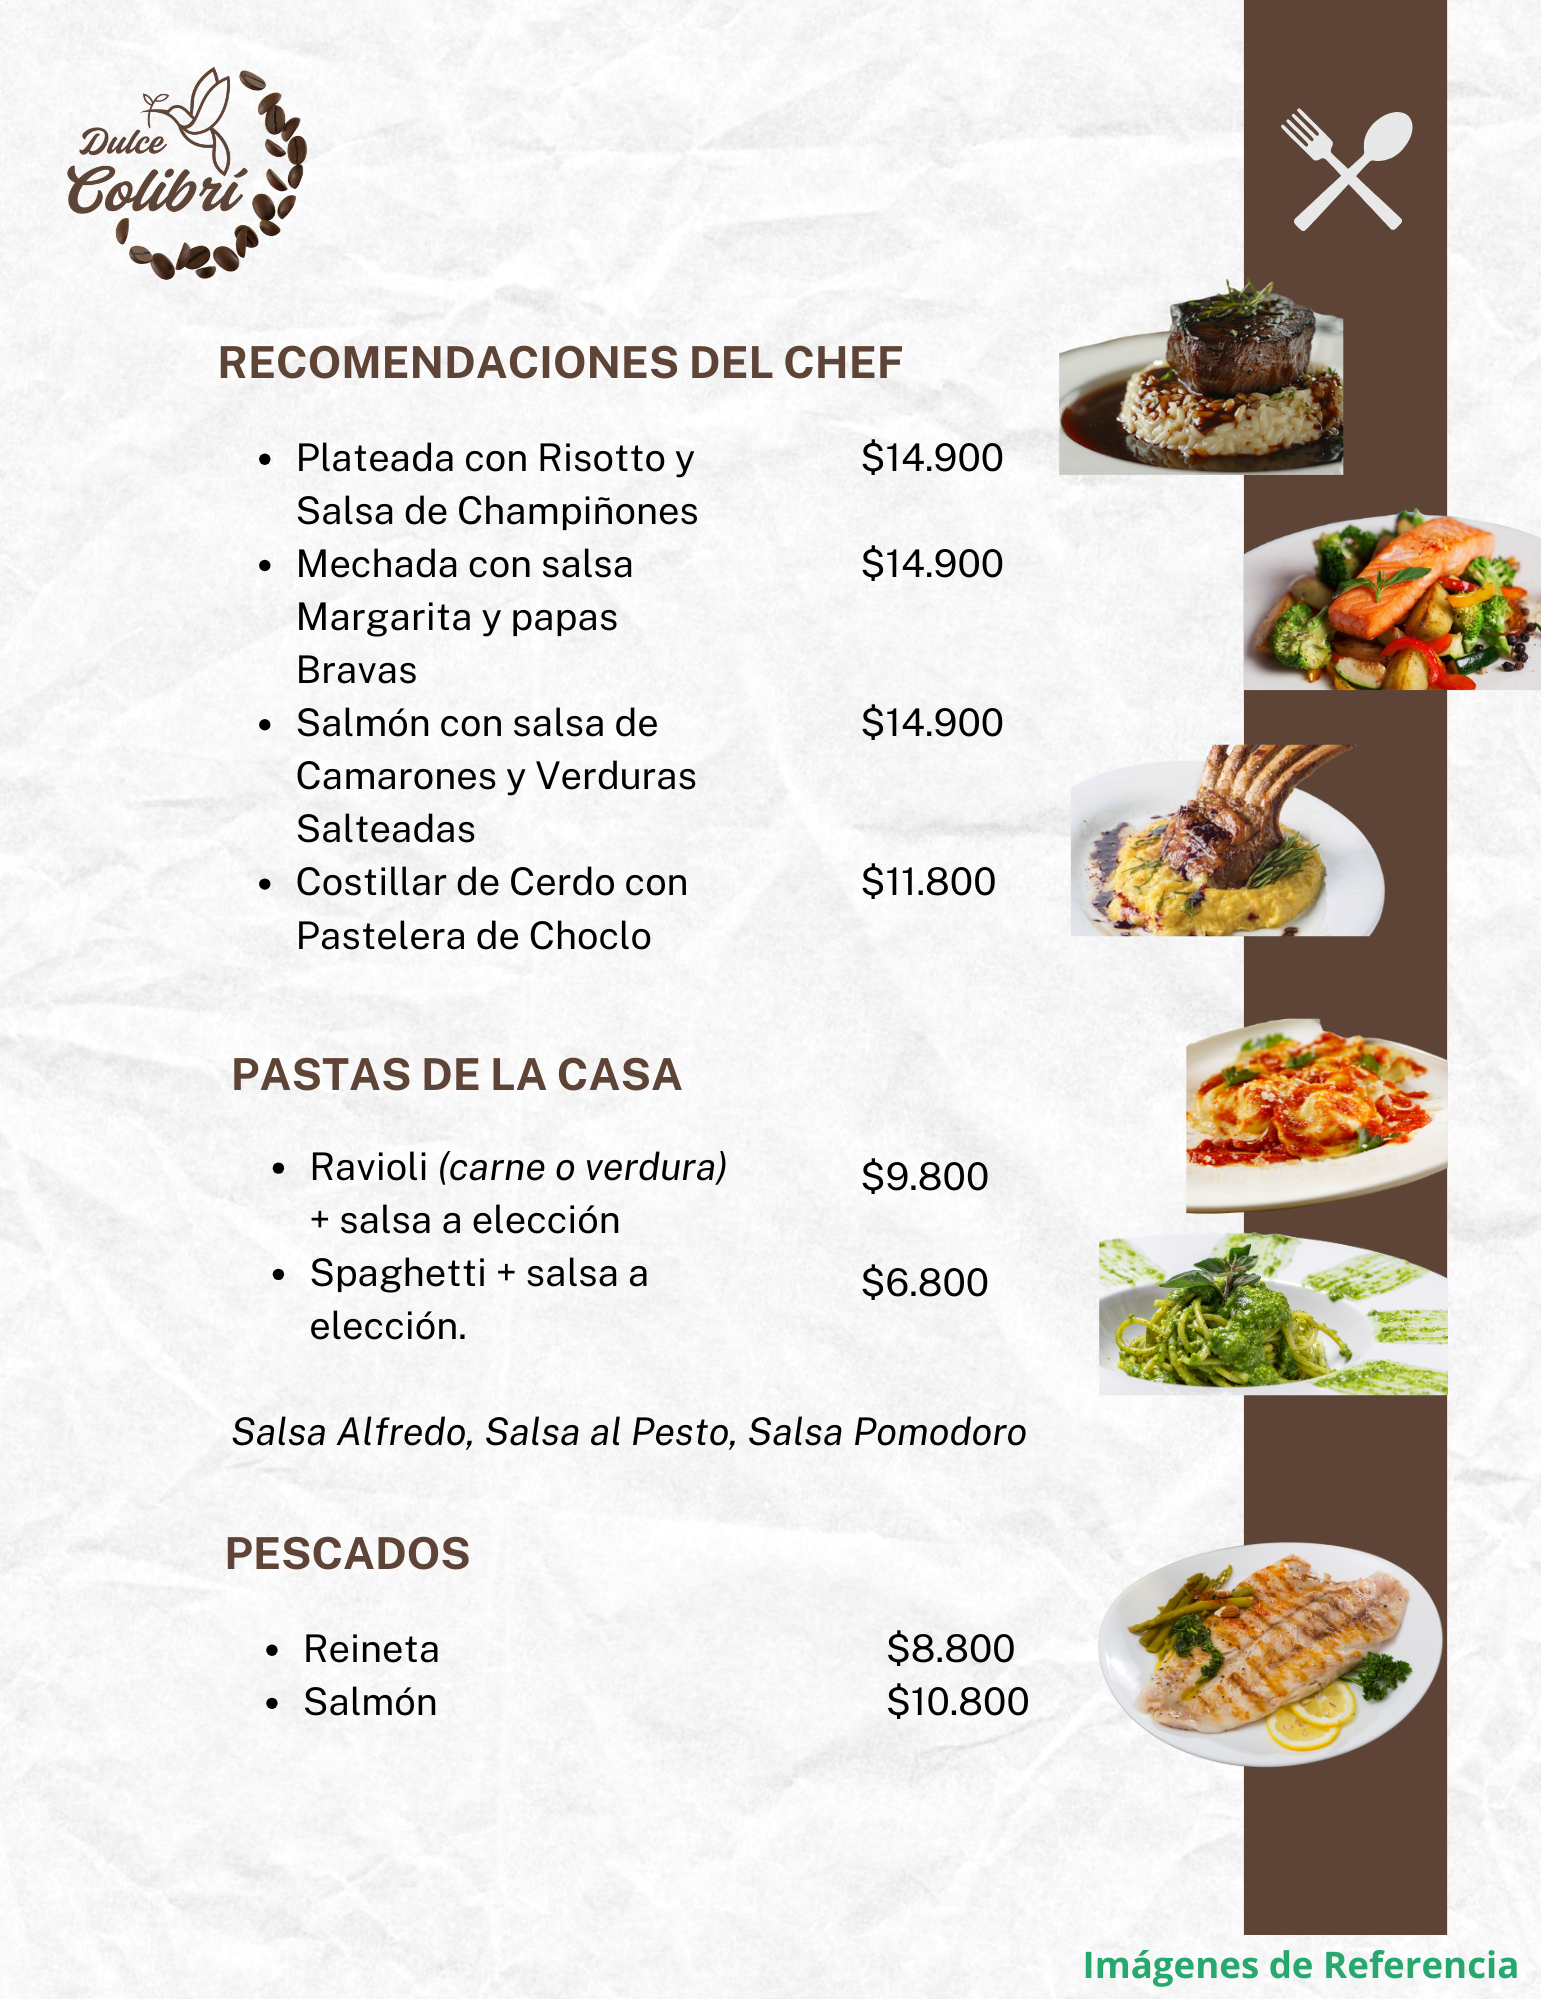 Dulce
Colibrí
RECOMENDACIONES DEL CHEF
• Plateada con Risotto y $14.900
Salsa de Champiñones
• Mechada con salsa $14.900
Margarita y papas
Bravas
• Salmón con salsa de $14.900
Camarones y Verduras
Salteadas
• Costillar de Cerdo con $11.800
Pastelera de Choclo
PASTAS DE LA CASA
• Ravioli (carne o verdura) $9.800
+ salsa a elección
• Spaghetti + salsa a $6.800
elección.
Salsa Alfredo, Salsa al Pesto, Salsa Pomodoro
PESCADOS
• Reineta $8.800
• Salmón $10.800
Imágenes de Referencia